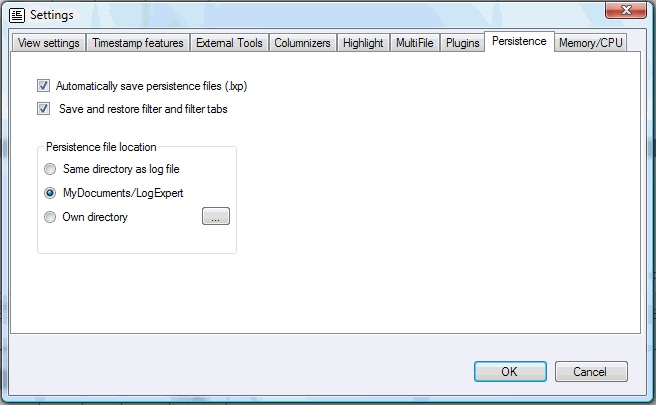 Settings
View settings Timestamp features External Tools Columnizers Highlight MultiFile Plugins Persistence Memory/CPU
Automatically save persistence files (.lxp)
Save and restore filter and filter tabs
Persistence file location
Same directory as log file
MyDocuments/LogExpert
Own directory ...
OK Cancel